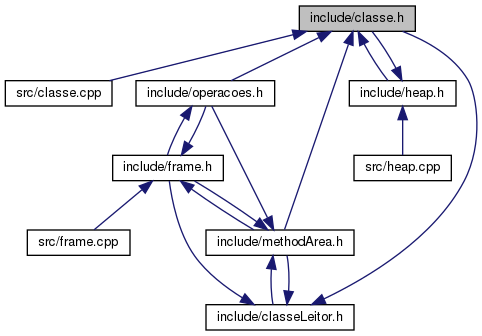 include/classe.h
src/classe.cpp
include/operacoes.h
include/heap.h
include/frame.h
src/heap.cpp
src/frame.cpp
include/methodArea.h
include/classeLeitor.h